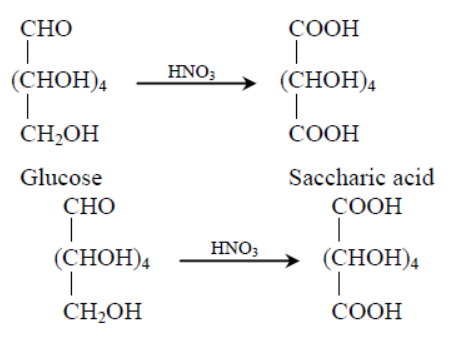 CHO COOH
(CHOH)₄ HNO₃ (CHOH)₄
CH₂OH COOH
Glucose Saccharic acid
CHO COOH
(CHOH)₄ HNO₃ (CHOH)₄
CH₂OH COOH